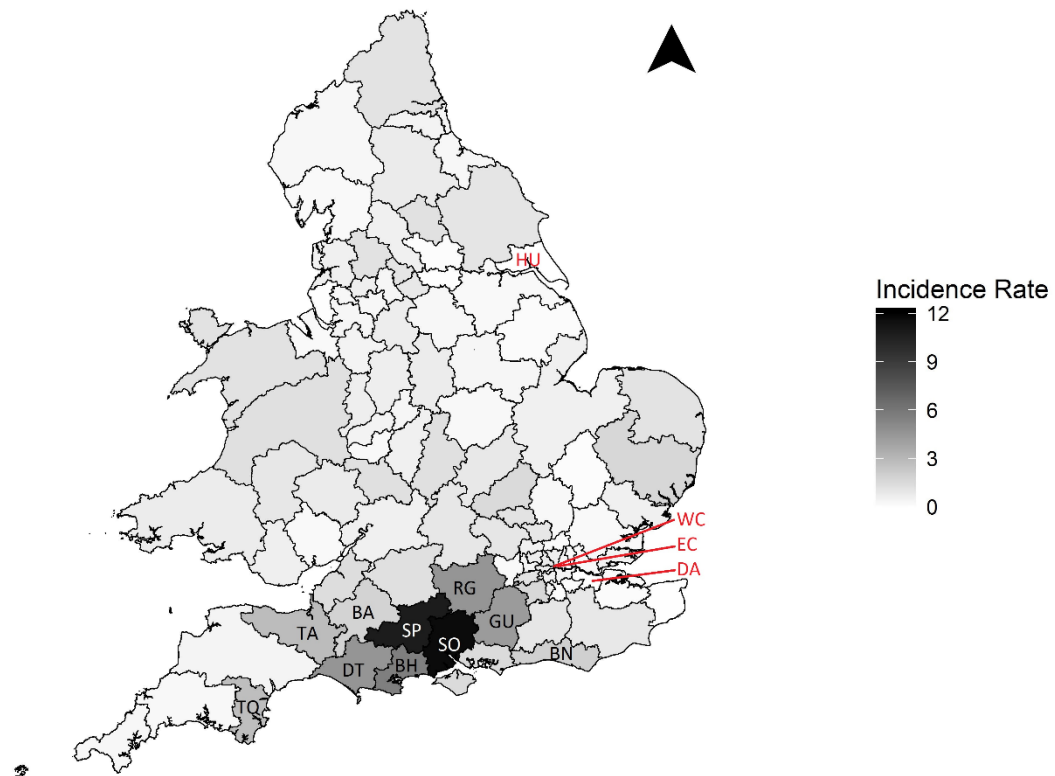 HU
Incidence Rate
12
9
6
3
0
WC
EC
DA
RG
BA
GU
TA
SP
SO
BN
DT
BH
TQ